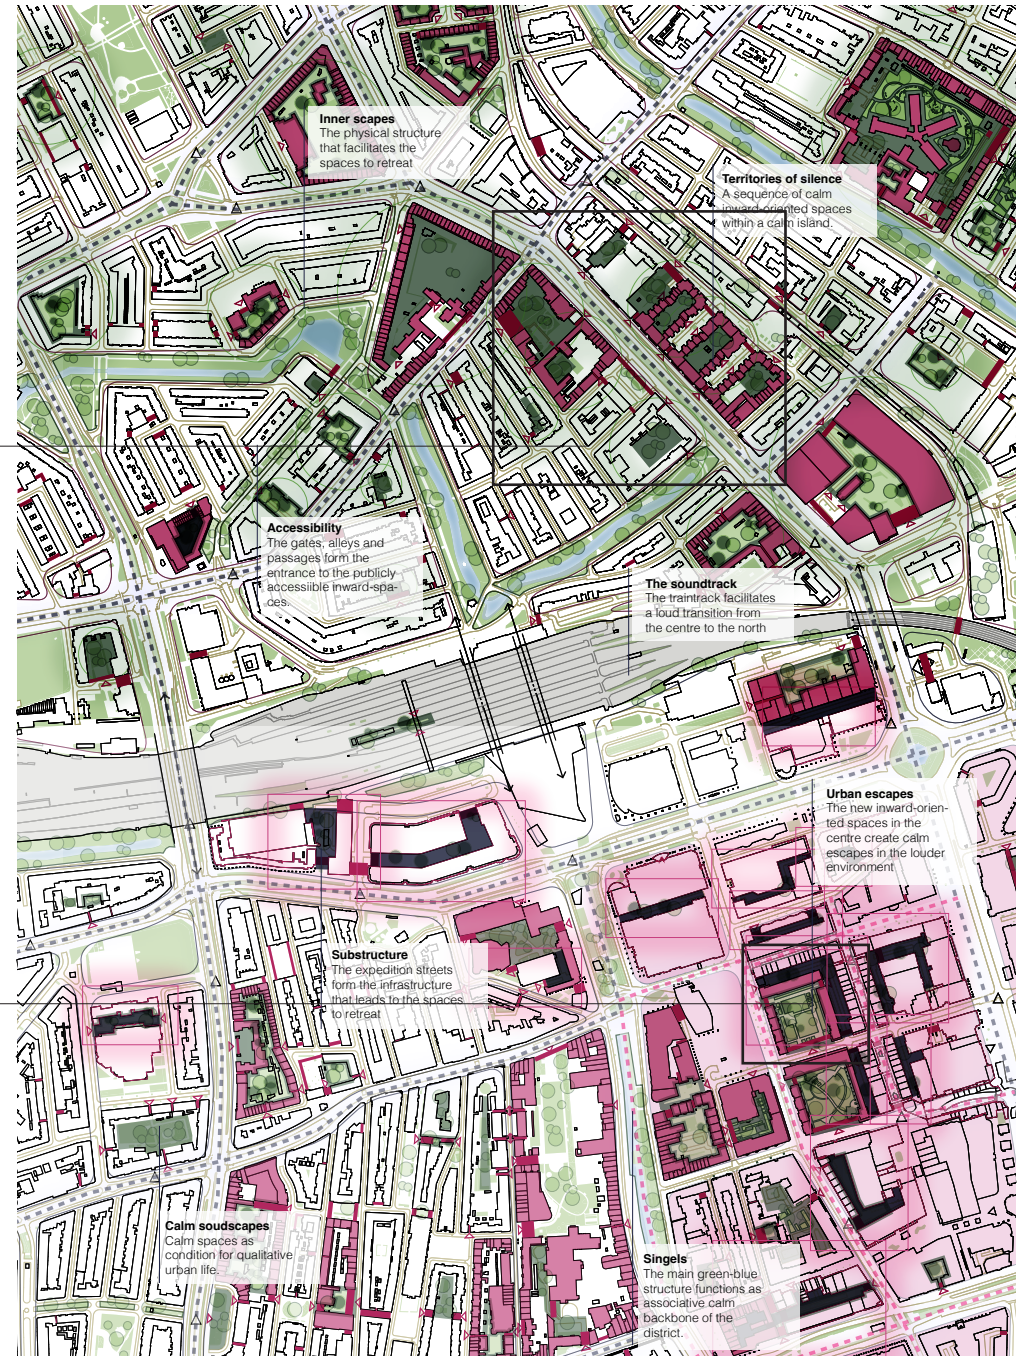 Inner scapes
The physical structure
that facilitates the
spaces to retreat
Territories of silence
A sequence of calm
inward-oriented spaces
within a calm island.
Accessibility
The gates, alleys and
passages form the
entrance to the publicly
accessiible inward-spa-
ces.
The soundtrack
The traintrack facilitates
a loud transition from
the centre to the north
Urban escapes
The new inward-orien-
ted spaces in the
centre create calm
escapes in the louder
environment
Substructure
The expedition streets
form the infrastructure
that leads to the spaces
to retreat
Calm soudscapes
Calm spaces as
condition for qualitative
urban life.
Singels
The main green-blue
structure functions as
associative calm
backbone of the
district.